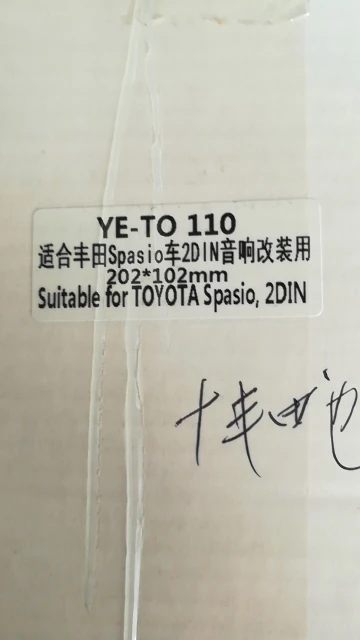 YE-TO 110
适合丰田Spasio车2DIN音响改装用
202*102mm
Suitable for TOYOTA Spasio, 2DIN